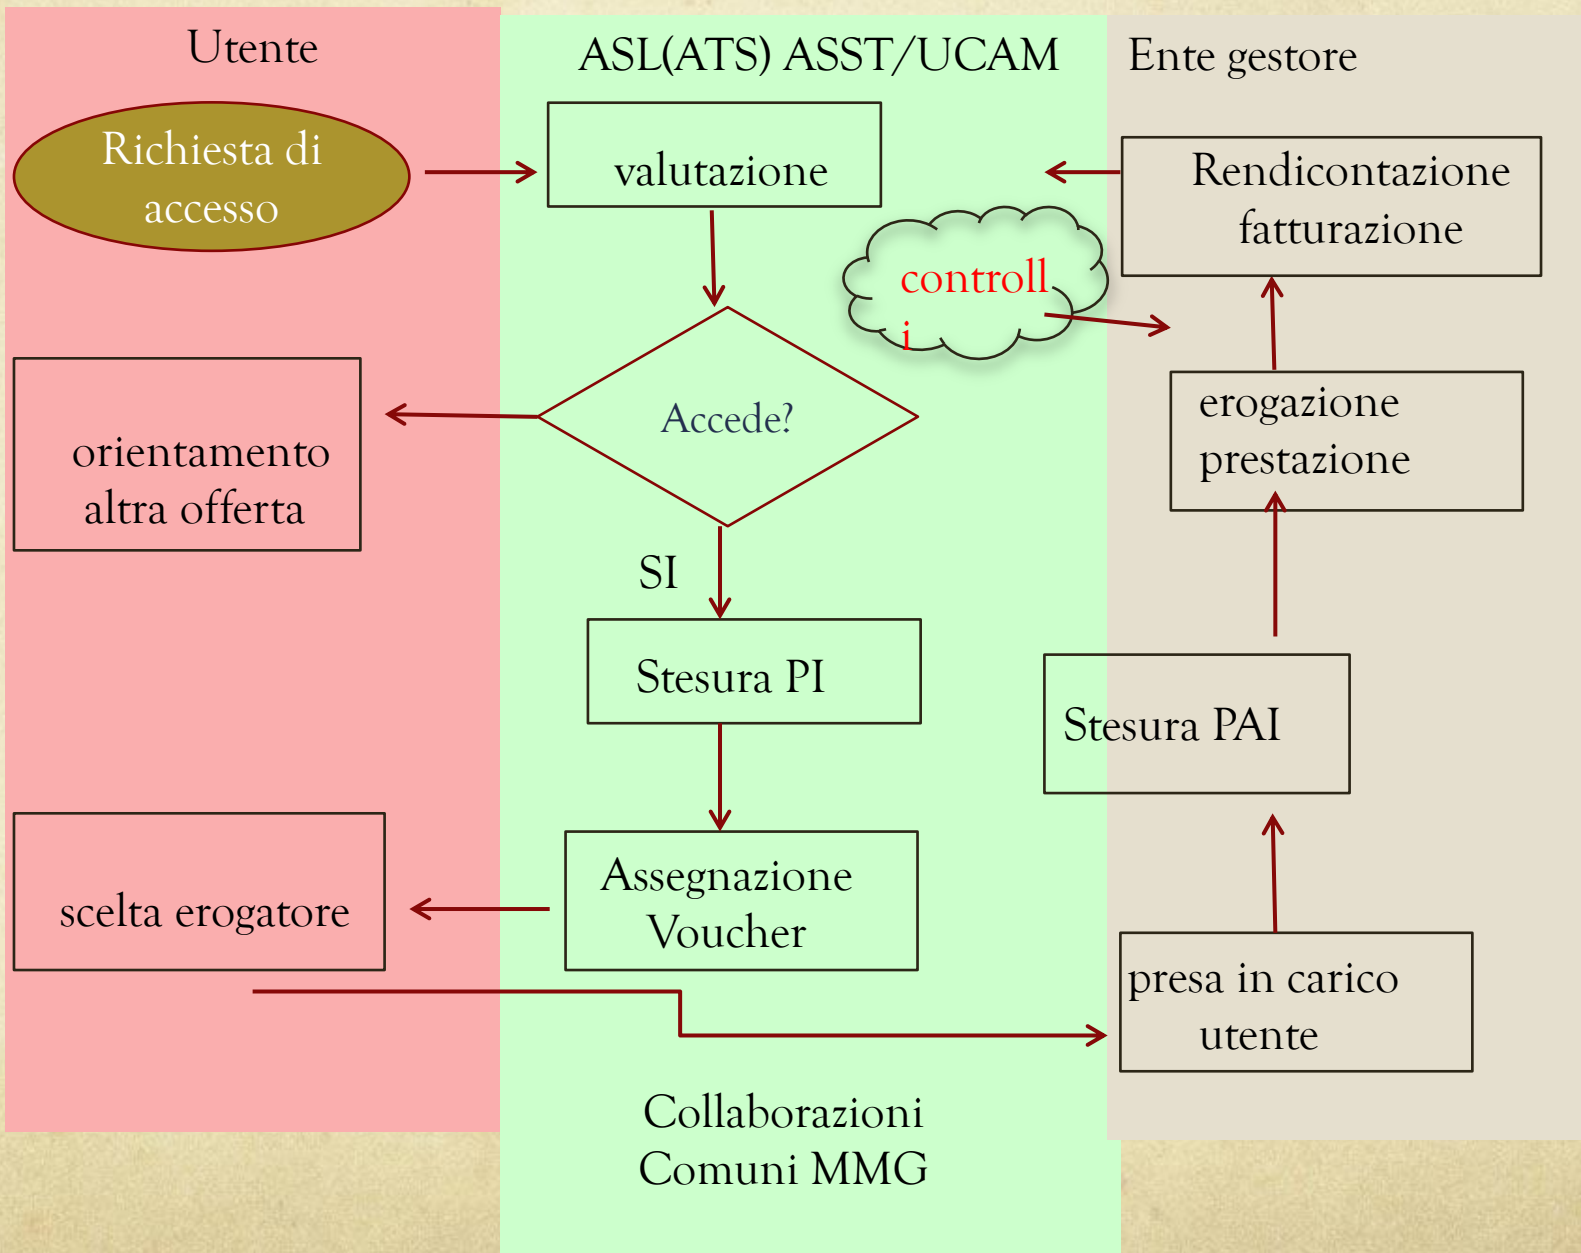 Utente
ASL(ATS) ASST/UCAM
Ente gestore
Richiesta di
accesso
valutazione
Rendicontazione
fatturazione
controll
i
Accede?
orientamento
altra offerta
erogazione
prestazione
SI
Stesura PI
Stesura PAI
Assegnazione
Voucher
scelta erogatore
presa in carico
utente
Collaborazioni
Comuni MMG